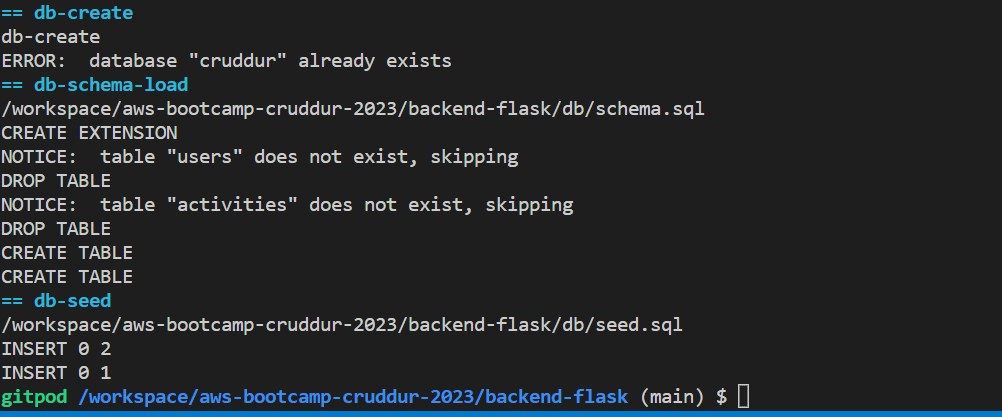 == db-create
db-create
ERROR:  database "cruddur" already exists
== db-schema-load
/workspace/aws-bootcamp-cruddur-2023/backend-flask/db/schema.sql
CREATE EXTENSION
NOTICE:  table "users" does not exist, skipping
DROP TABLE
NOTICE:  table "activities" does not exist, skipping
DROP TABLE
CREATE TABLE
CREATE TABLE
== db-seed
/workspace/aws-bootcamp-cruddur-2023/backend-flask/db/seed.sql
INSERT 0 2
INSERT 0 1
gitpod /workspace/aws-bootcamp-cruddur-2023/backend-flask (main) $